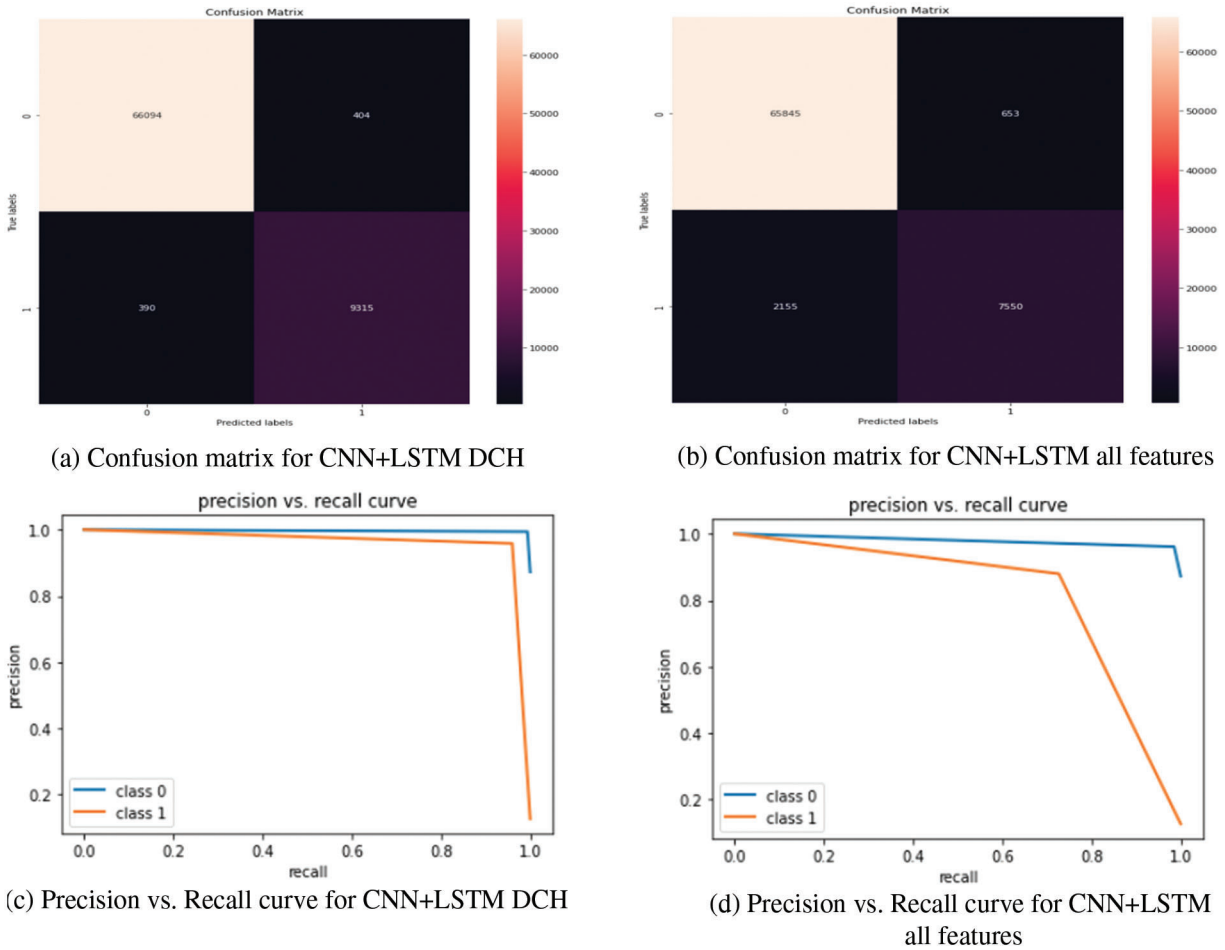 Confusion Matrix
60000
50000
40000
30000
20000
10000
0
1
True labels
66094
404
390
9315
0
1
Predicted labels
(a) Confusion matrix for CNN+LSTM DCH
Confusion Matrix
60000
50000
40000
30000
20000
10000
0
1
True labels
65845
653
2155
7550
0
1
Predicted labels
(b) Confusion matrix for CNN+LSTM all features
precision vs. recall curve
1.0
0.8
0.6
0.4
0.2
precision
class 0
class 1
0.0 0.2 0.4 0.6 0.8 1.0
recall
(c) Precision vs. Recall curve for CNN+LSTM DCH
precision vs. recall curve
1.0
0.8
0.6
0.4
0.2
precision
class 0
class 1
0.0 0.2 0.4 0.6 0.8 1.0
recall
(d) Precision vs. Recall curve for CNN+LSTM
all features